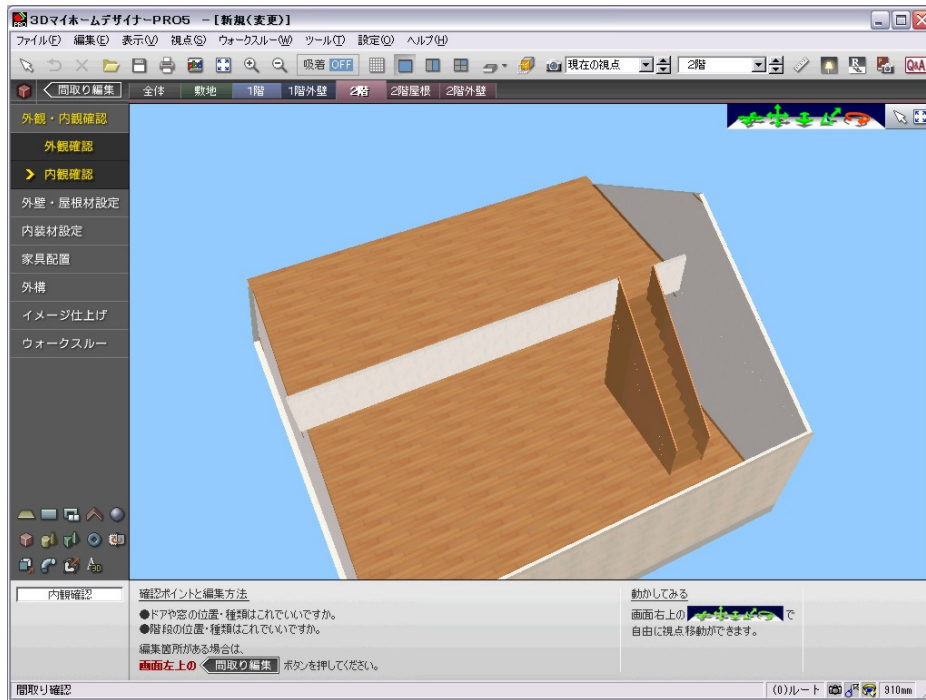 3DマイホームデザイナーPRO5 －[新規(変更)]
ファイル(F) 編集(E) 表示(V) 視点(S) ウォークスルー(W) ツール(T) 設定(O) ヘルプ(H)
吸着 OFF 現在の視点 2階 Q&A
間取り編集 全体 敷地 1階 1階外壁 2階 2階屋根 2階外壁
外観・内観確認
外観確認
内観確認
外壁・屋根材設定
内装材設定
家具配置
外構
イメージ仕上げ
ウォークスルー
内観確認
確認ポイントと編集方法
●ドアや窓の位置・種類はこれでいいですか。
●階段の位置・種類はこれでいいですか。
編集箇所がある場合は、
画面左上の 間取り編集 ボタンを押してください。
動かしてみる
画面右上の で
自由に視点移動ができます。
間取り確認 (0)ルート 910mm